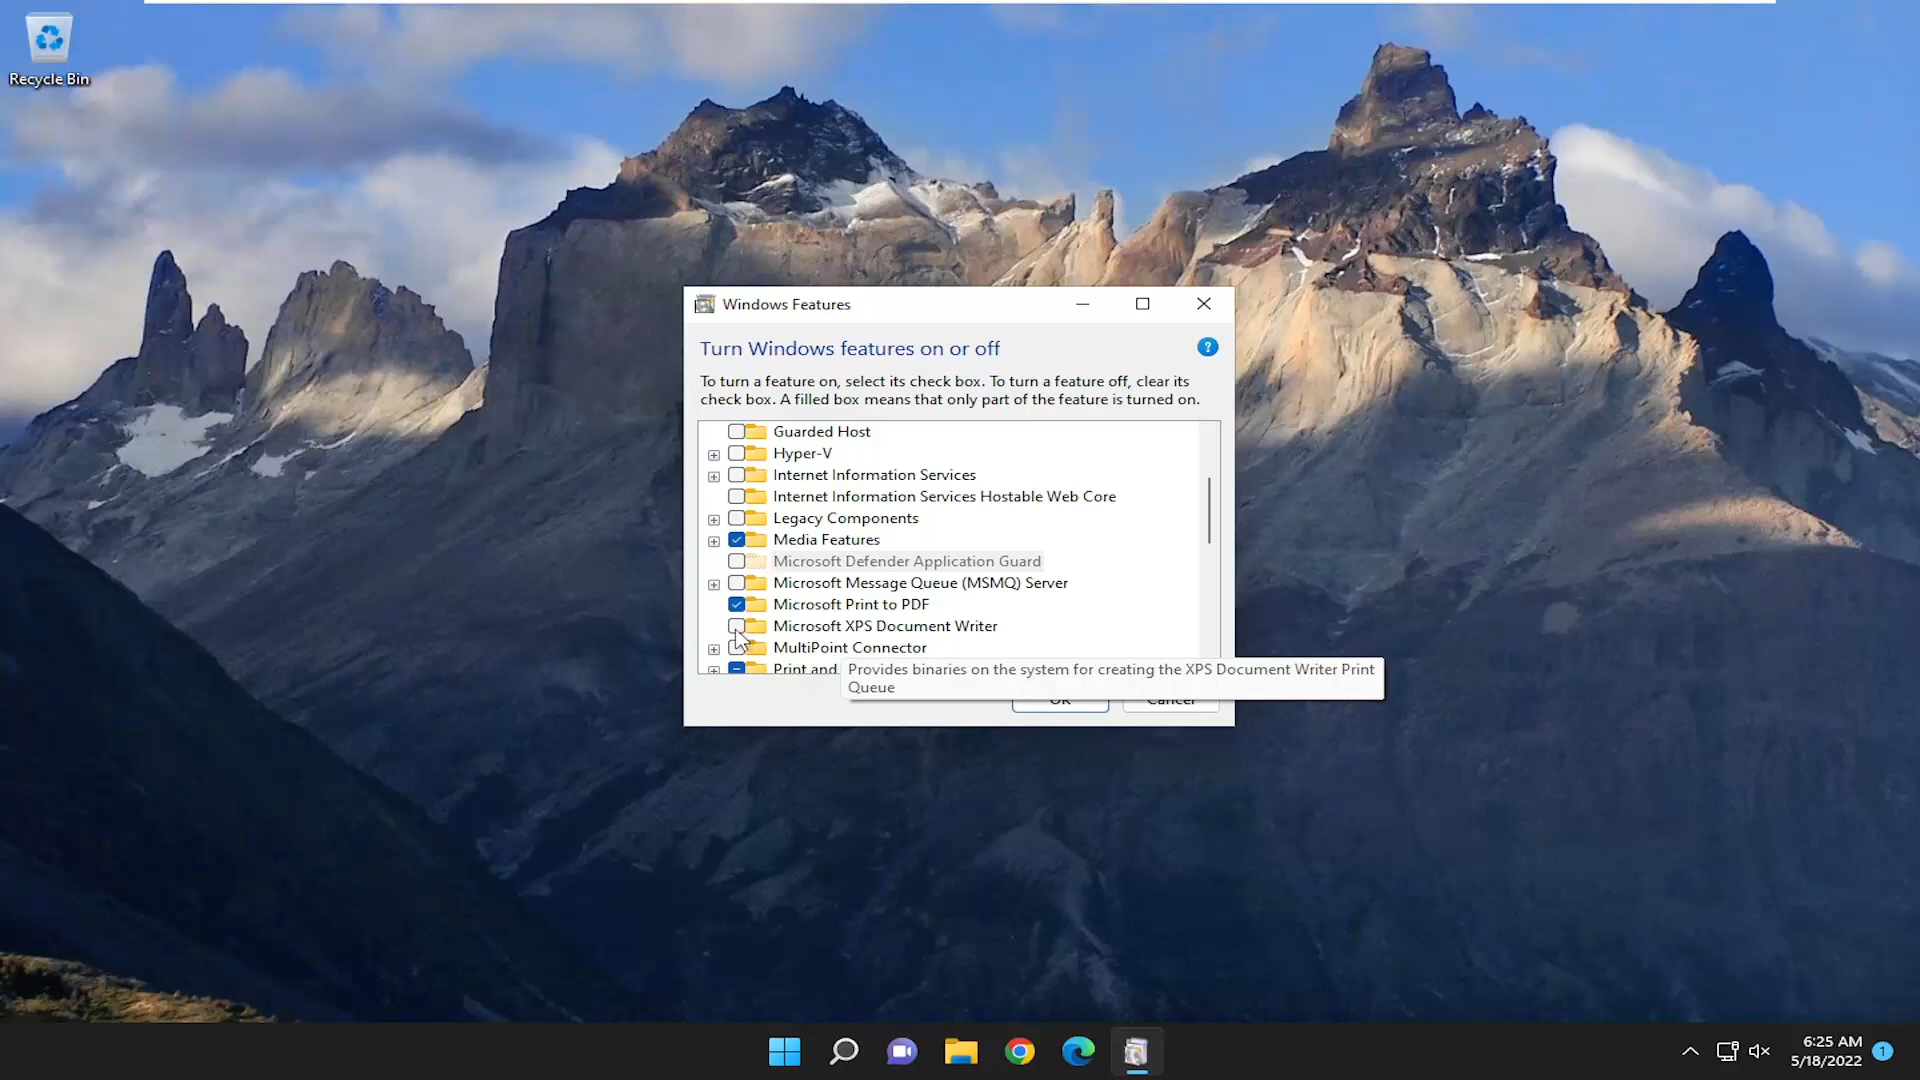 Recycle Bin
Windows Features
Turn Windows features on or off
To turn a feature on, select its check box. To turn a feature off, clear its
check box. A filled box means that only part of the feature is turned on.
Guarded Host
Hyper-V
Internet Information Services
Internet Information Services Hostable Web Core
Legacy Components
Media Features
Microsoft Defender Application Guard
Microsoft Message Queue (MSMQ) Server
Microsoft Print to PDF
Microsoft XPS Document Writer
MultiPoint Connector
Print and
Provides binaries on the system for creating the XPS Document Writer Print
Queue
OK
Cancel
6:25 AM
5/18/2022
1